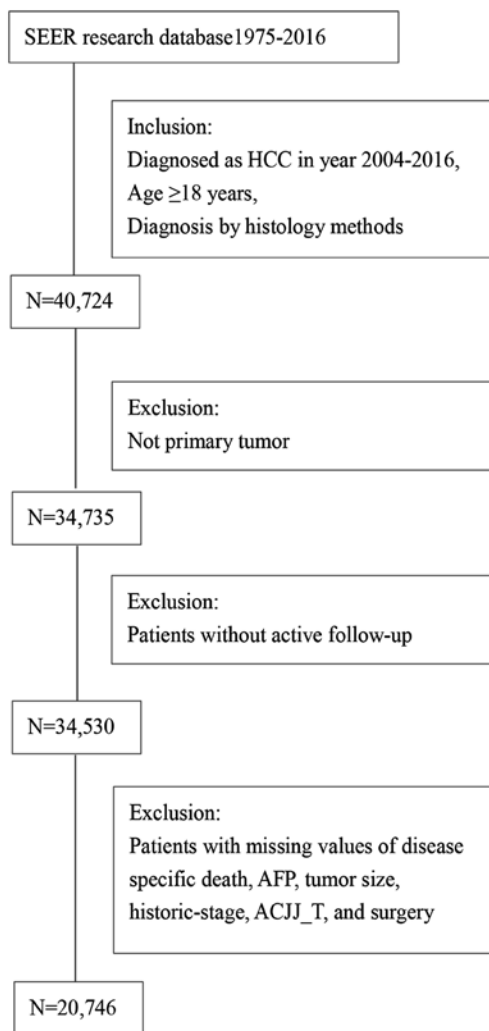 SEER research database1975-2016
Inclusion:
Diagnosed as HCC in year 2004-2016,
Age ≥18 years,
Diagnosis by histology methods
N=40,724
Exclusion:
Not primary tumor
N=34,735
Exclusion:
Patients without active follow-up
N=34,530
Exclusion:
Patients with missing values of disease
specific death, AFP, tumor size,
historic-stage, ACJJ_T, and surgery
N=20,746